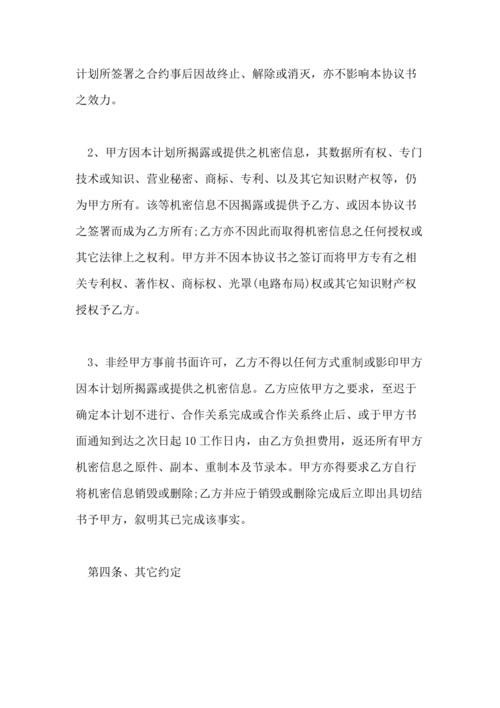 计划所签署之合约事后因故终止、解除或消灭，亦不影响本协议书
之效力。
2、甲方因本计划所揭露或提供之机密信息，其数据所有权、专门
技术或知识、营业秘密、商标、专利、以及其它知识财产权等，仍
为甲方所有。该等机密信息不因揭露或提供予乙方、或因本协议书
之签署而成为乙方所有;乙方亦不因此而取得机密信息之任何授权或
其它法律上之权利。甲方并不因本协议书之签订而将甲方专有之相
关专利权、著作权、商标权、光罩(电路布局)权或其它知识财产权
授权予乙方。
3、非经甲方事前书面许可，乙方不得以任何方式重制或影印甲方
因本计划所揭露或提供之机密信息。乙方应依甲方之要求，至迟于
确定本计划不进行、合作关系完成或合作关系终止后、或于甲方书
面通知到达之次日起 10 工作日内，由乙方负担费用，返还所有甲方
机密信息之原件、副本、重制本及节录本。甲方亦得要求乙方自行
将机密信息销毁或删除;乙方并应于销毁或删除完成后立即出具切结
书予甲方，叙明其已完成该事实。
第四条、其它约定